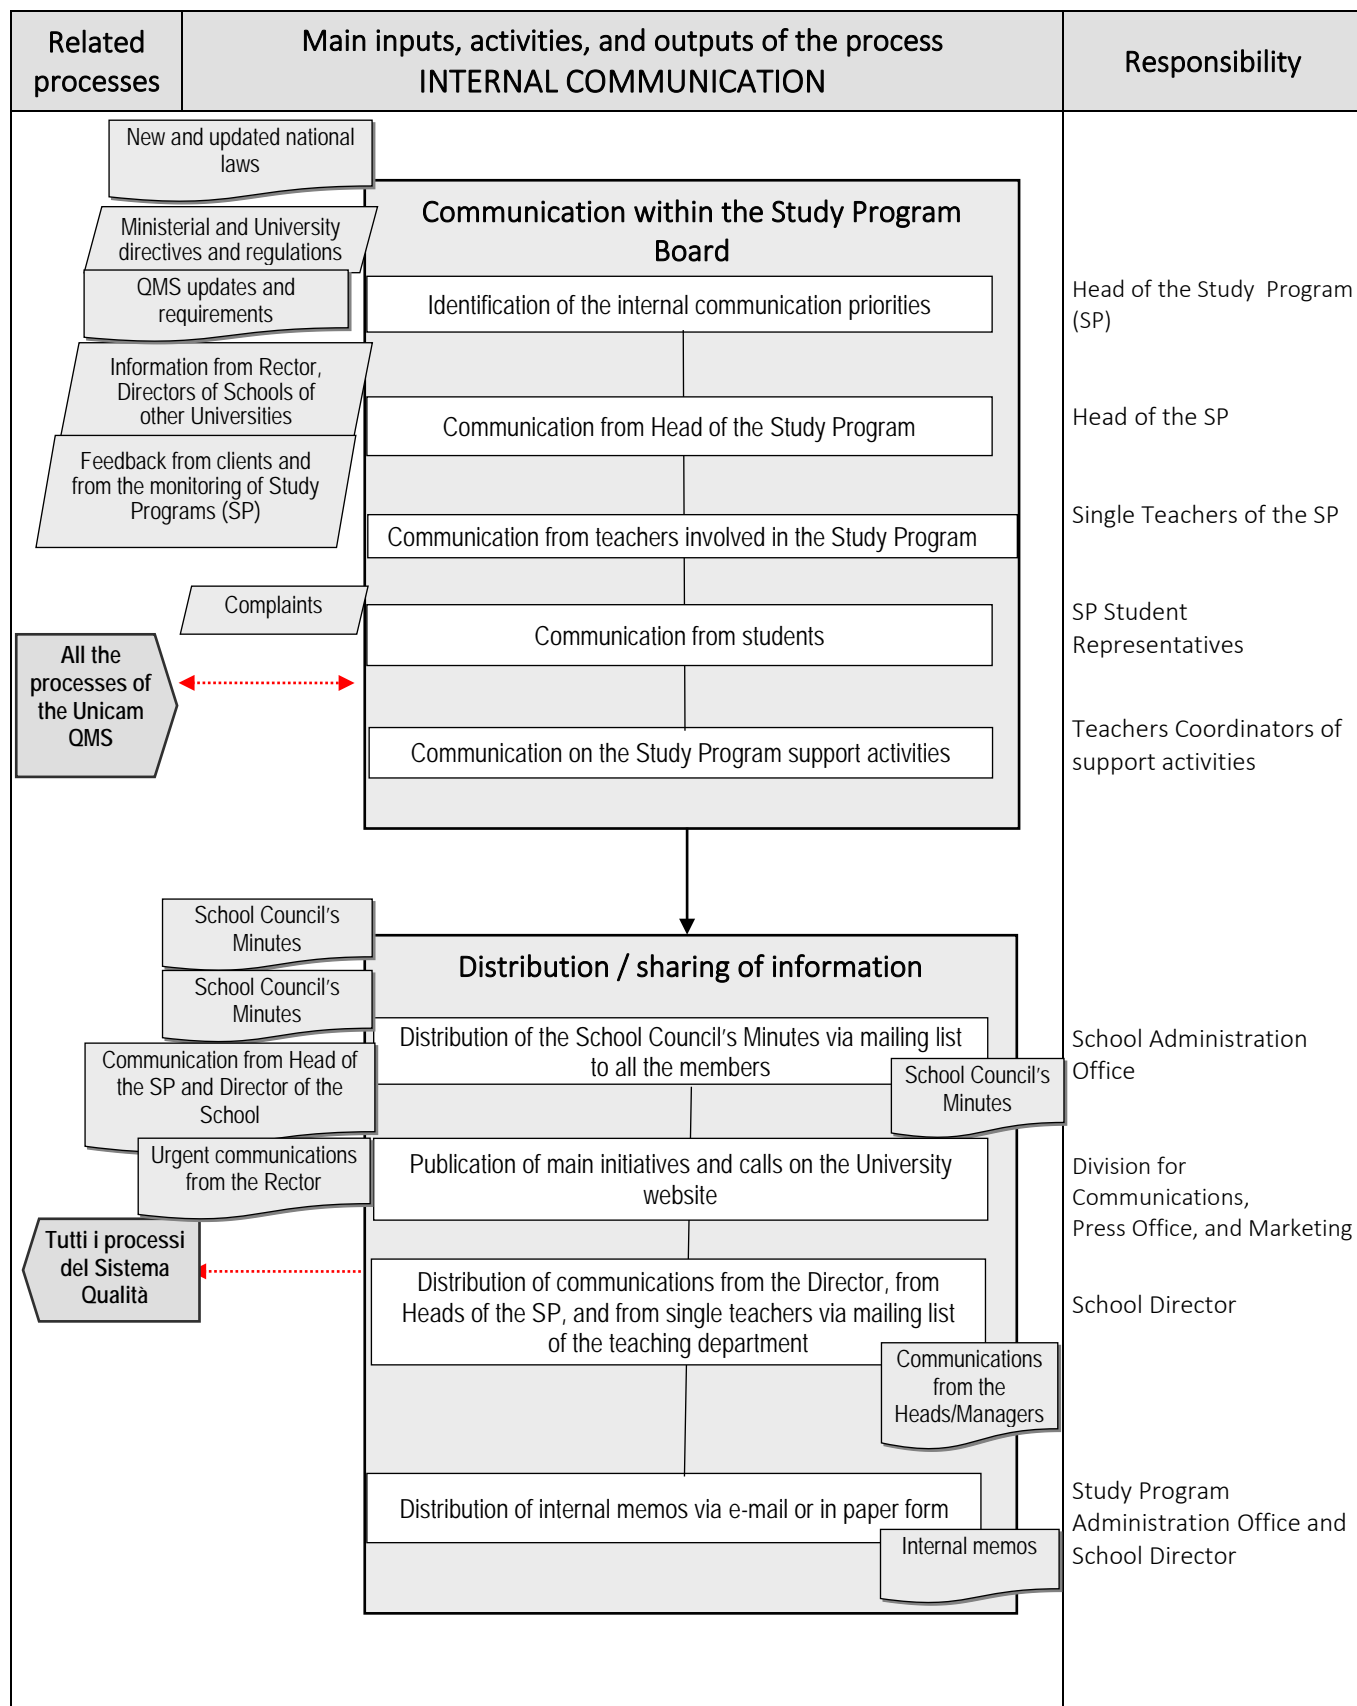 Related
processes
Main inputs, activities, and outputs of the process
INTERNAL COMMUNICATION
Responsibility
New and updated national
laws
Ministerial and University
directives and regulations
QMS updates and
requirements
Information from Rector,
Directors of Schools of
other Universities
Feedback from clients and
from the monitoring of Study
Programs (SP)
Complaints
All the
processes of
the Unicam
QMS
Communication within the Study Program
Board
Identification of the internal communication priorities
Communication from Head of the Study Program
Communication from teachers involved in the Study Program
Communication from students
Communication on the Study Program support activities
Head of the Study  Program
(SP)
Head of the SP
Single Teachers of the SP
SP Student
Representatives
Teachers Coordinators of
support activities
School Council's
Minutes
School Council's
Minutes
Communication from Head of
the SP and Director of the
School
Urgent communications
from the Rector
Tutti i processi
del Sistema
Qualità
Distribution / sharing of information
Distribution of the School Council's Minutes via mailing list
to all the members
School Council's
Minutes
Publication of main initiatives and calls on the University
website
Distribution of communications from the Director, from
Heads of the SP, and from single teachers via mailing list
of the teaching department
Communications
from the
Heads/Managers
Distribution of internal memos via e-mail or in paper form
Internal memos
School Administration
Office
Division for
Communications,
Press Office, and Marketing
School Director
Study Program
Administration Office and
School Director